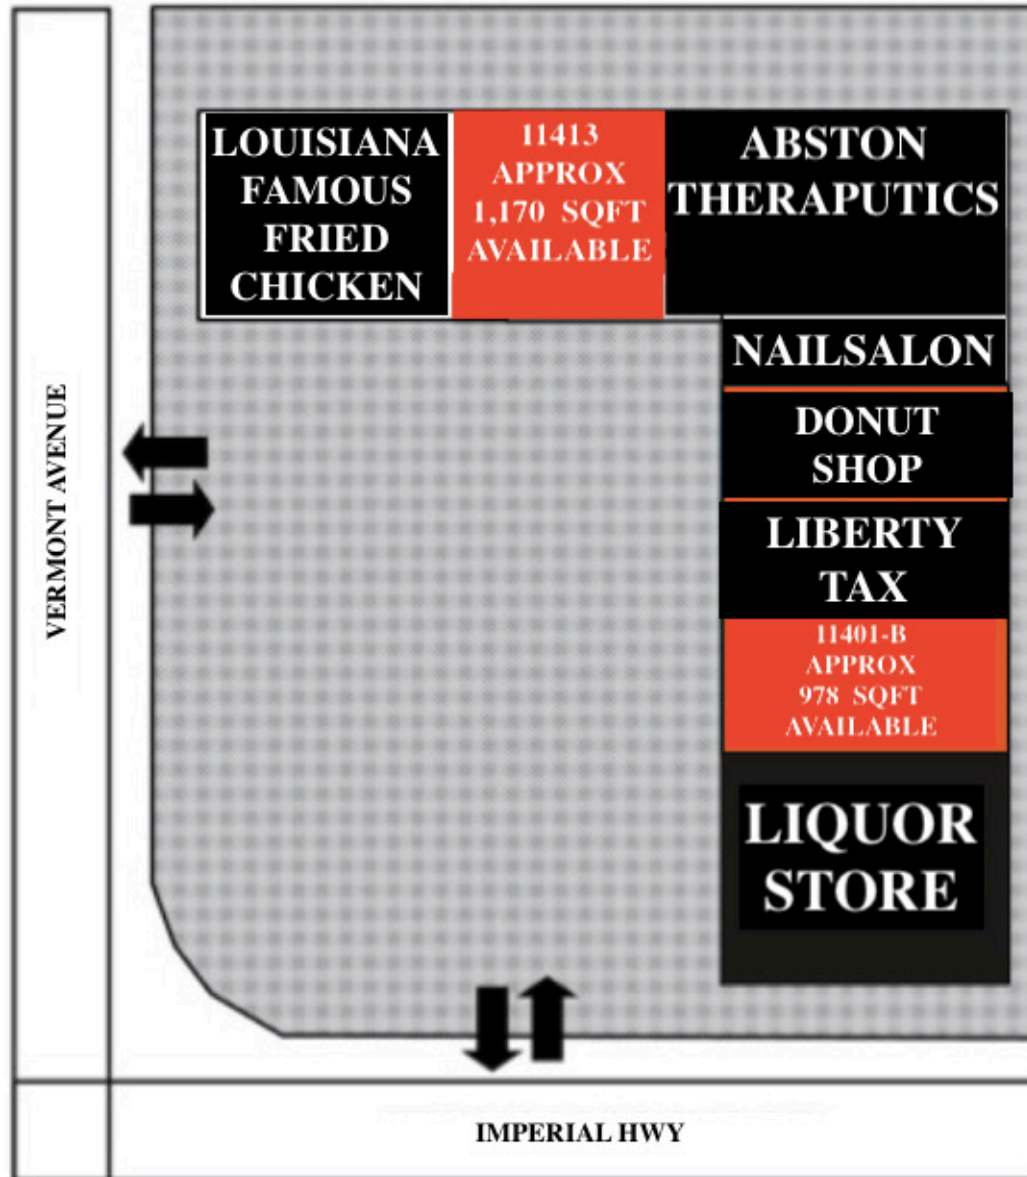 LOUISIANA
FAMOUS
FRIED
CHICKEN
11413
APPROX
1,170 SQFT
AVAILABLE
ABSTON
THERAPUTICS
NAILSALON
DONUT
SHOP
LIBERTY
TAX
11401-B
APPROX
978 SQFT
AVAILABLE
LIQUOR
STORE
VERMONT AVENUE
IMPERIAL HWY